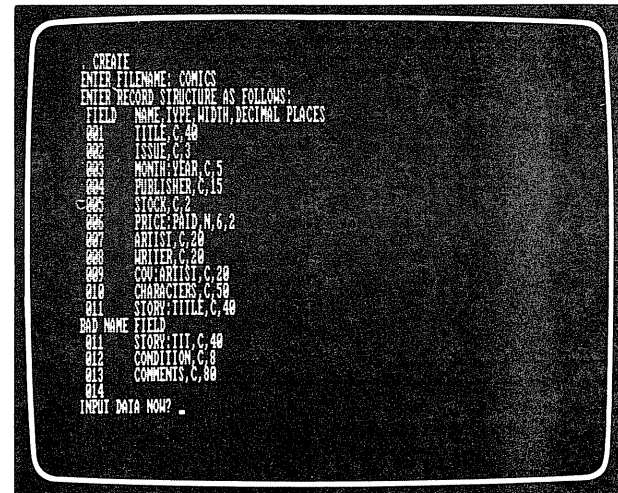 . CREATE
ENTER FILENAME: COMICS
ENTER RECORD STRUCTURE AS FOLLOWS:
FIELD NAME,TYPE,WIDTH,DECIMAL PLACES
001 TITLE,C,40
002 ISSUE,C,3
003 MONTH:YEAR,C,5
004 PUBLISHER,C,15
005 STOCK,C,2
006 PRICE:PAID,N,6,2
007 ARTIST,C,20
008 WRITER,C,20
009 COV:ARTIST,C,20
010 CHARACTERS,C,50
011 STORY:TITLE,C,40
BAD NAME FIELD
011 STORY:TIT,C,40
012 CONDITION,C,8
013 COMMENTS,C,80
014
INPUT DATA NOW?